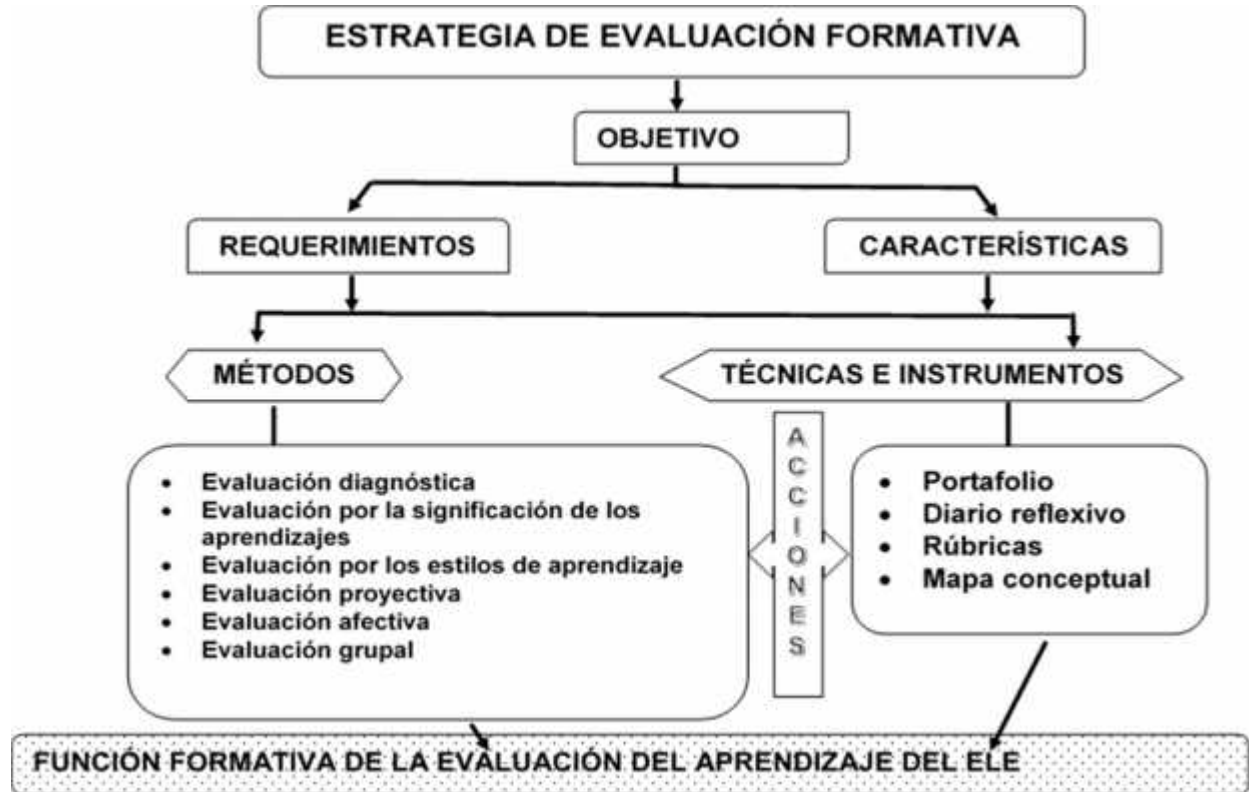 ESTRATEGIA DE EVALUACIÓN FORMATIVA
OBJETIVO
REQUERIMIENTOS
CARACTERÍSTICAS
MÉTODOS
TÉCNICAS E INSTRUMENTOS
• Evaluación diagnóstica
• Evaluación por la significación de los
aprendizajes
• Evaluación por los estilos de aprendizaje
• Evaluación proyectiva
• Evaluación afectiva
• Evaluación grupal
ACCIONES
• Portafolio
• Diario reflexivo
• Rúbricas
• Mapa conceptual
FUNCIÓN FORMATIVA DE LA EVALUACIÓN DEL APRENDIZAJE DEL ELE